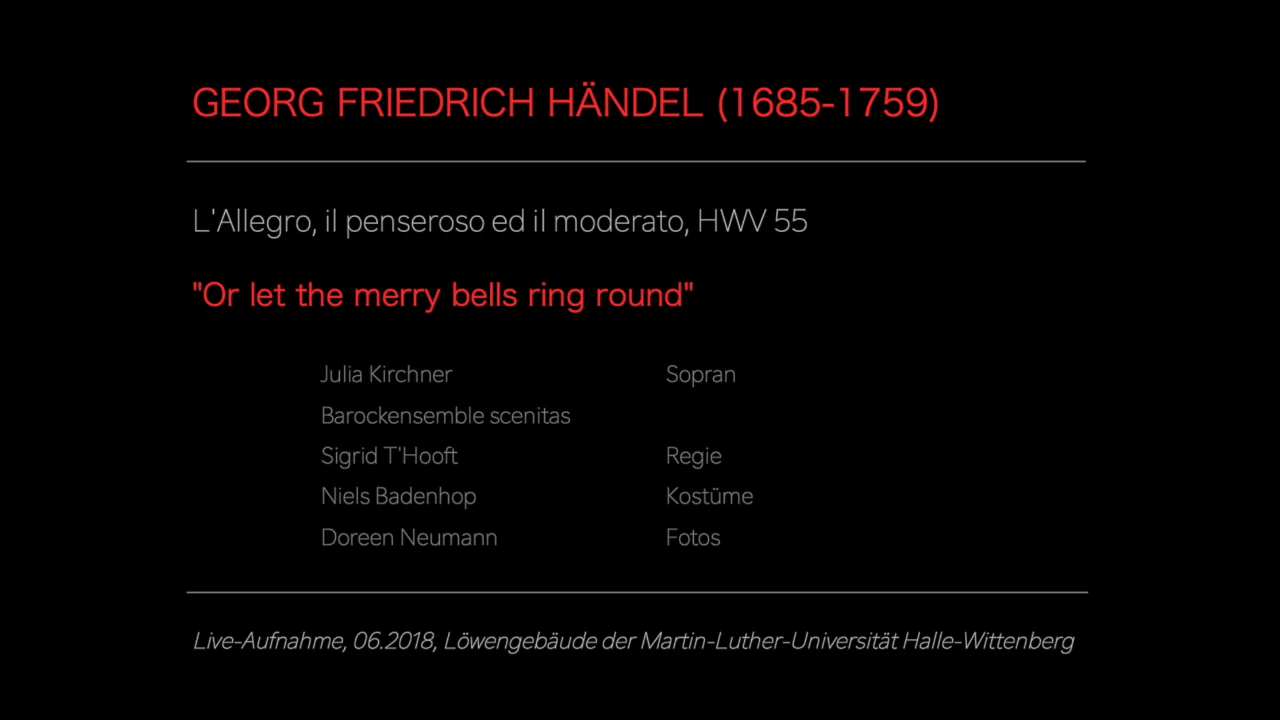 GEORG FRIEDRICH HÄNDEL (1685-1759)
L'Allegro, il penseroso ed il moderato, HWV 55
"Or let the merry bells ring round"
Julia Kirchner Sopran
Barockensemble scenitas
Sigrid T'Hooft Regie
Niels Badenhop Kostüme
Doreen Neumann Fotos
Live-Aufnahme, 06.2018, Löwengebäude der Martin-Luther-Universität Halle-Wittenberg